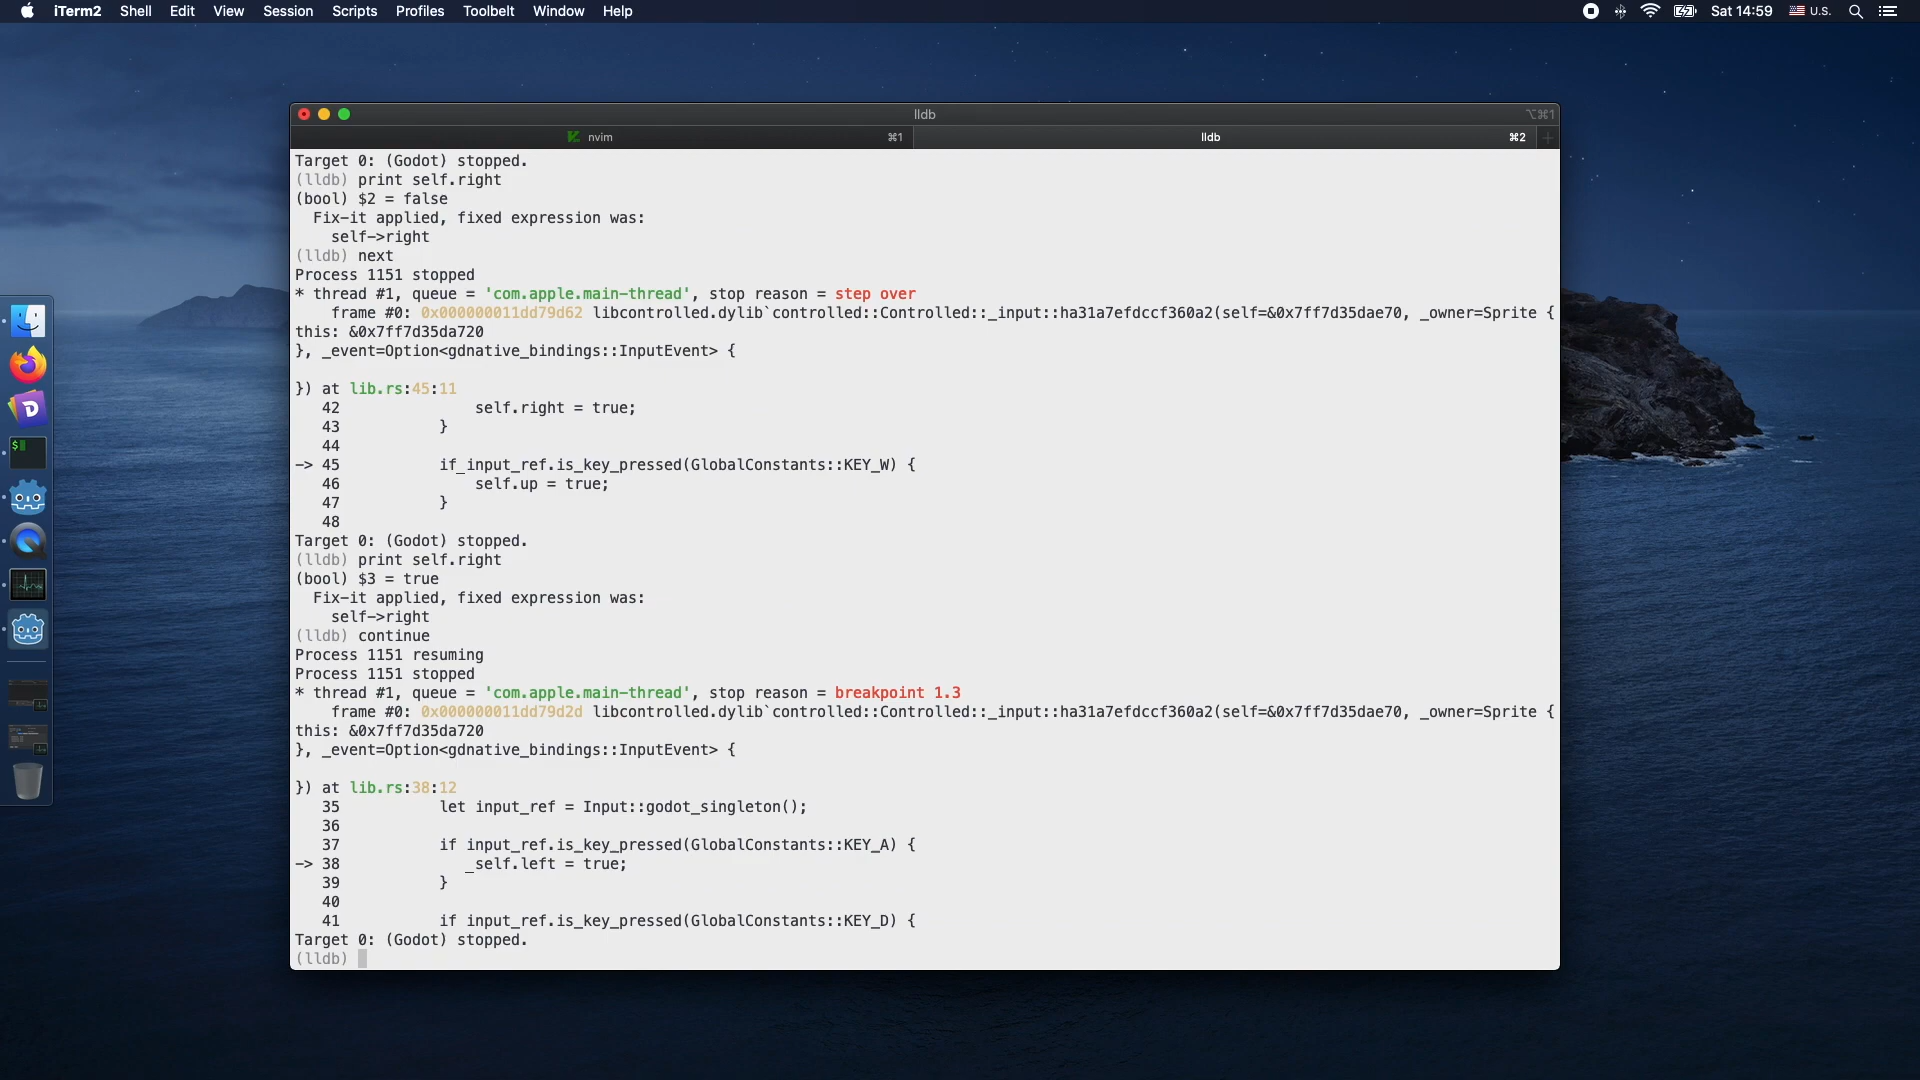 iTerm2 Shell Edit View Session Scripts Profiles Toolbelt Window Help Sat 14:59 U.S.
lldb ⌥⌘1
nvim ⌘1 lldb ⌘2
Target 0: (Godot) stopped.
(lldb) print self.right
(bool) $2 = false
  Fix-it applied, fixed expression was:
    self->right
(lldb) next
Process 1151 stopped
* thread #1, queue = 'com.apple.main-thread', stop reason = step over
    frame #0: 0x000000011dd79d62 libcontrolled.dylib`controlled::Controlled::_input::ha31a7efdccf360a2(self=&0x7ff7d35dae70, _owner=Sprite {
this: &0x7ff7d35da720
}, _event=Option<gdnative_bindings::InputEvent> {
}) at lib.rs:45:11
   42               self.right = true;
   43           }
   44
-> 45           if input_ref.is_key_pressed(GlobalConstants::KEY_W) {
   46               self.up = true;
   47           }
   48
Target 0: (Godot) stopped.
(lldb) print self.right
(bool) $3 = true
  Fix-it applied, fixed expression was:
    self->right
(lldb) continue
Process 1151 resuming
Process 1151 stopped
* thread #1, queue = 'com.apple.main-thread', stop reason = breakpoint 1.3
    frame #0: 0x000000011dd79d2d libcontrolled.dylib`controlled::Controlled::_input::ha31a7efdccf360a2(self=&0x7ff7d35dae70, _owner=Sprite {
this: &0x7ff7d35da720
}, _event=Option<gdnative_bindings::InputEvent> {
}) at lib.rs:38:12
   35           let input_ref = Input::godot_singleton();
   36
   37           if input_ref.is_key_pressed(GlobalConstants::KEY_A) {
-> 38              _self.left = true;
   39           }
   40
   41           if input_ref.is_key_pressed(GlobalConstants::KEY_D) {
Target 0: (Godot) stopped.
(lldb)